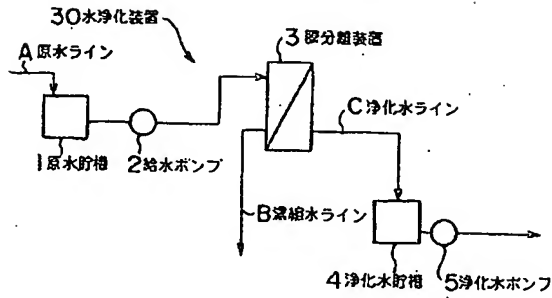 30水浄化装置
A原水ライン
3膜分離装置
C浄化水ライン
1原水貯槽
2給水ポンプ
B濃縮水ライン
4浄化水貯槽
5浄化水ポンプ